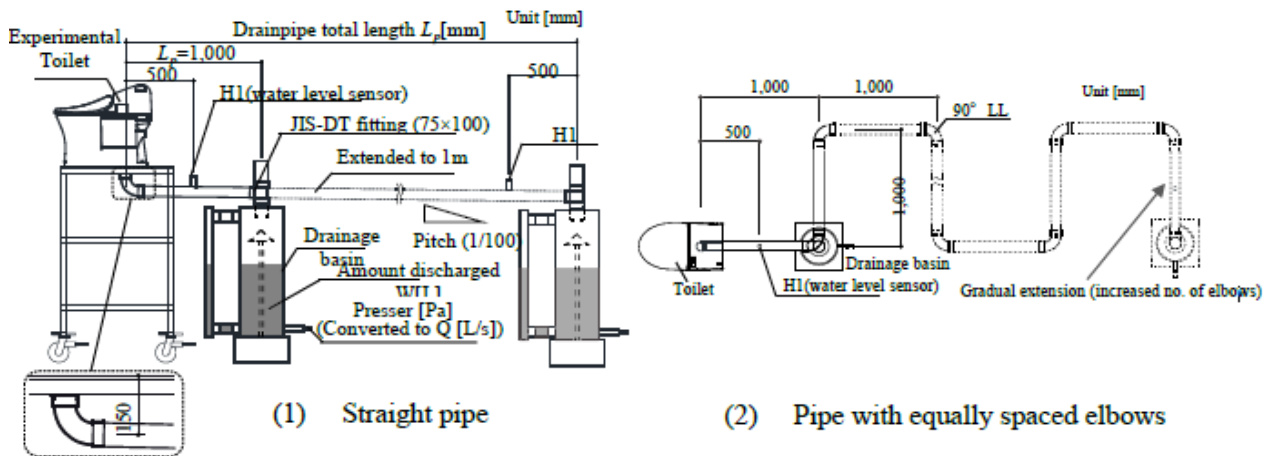 Unit [mm]
Drainpipe total length Lp[mm]
Experimental
Toilet
Lp=1,000
500
500
H1(water level sensor)
JIS-DT fitting (75×100)
H1
Extended to 1m
Pitch (1/100)
Drainage
basin
Amount discharged
Presser [Pa]
(Converted to Q [L/s])
150
(1) Straight pipe
Unit [mm]
1,000
1,000
90° LL
500
1,000
Drainage basin
Toilet
H1(water level sensor)
Gradual extension (increased no. of elbows)
(2) Pipe with equally spaced elbows